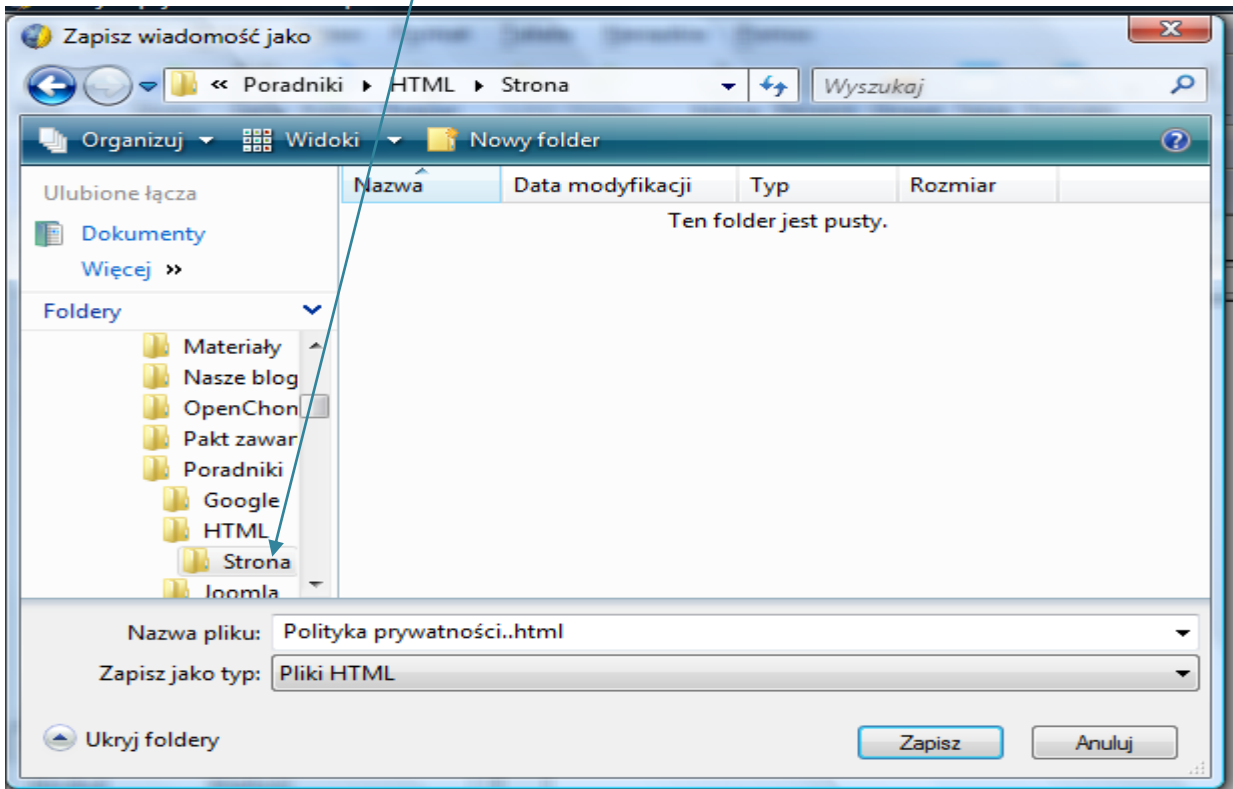 Zapisz wiadomość jako
« Poradniki ▸ HTML ▸ Strona
Wyszukaj
Organizuj Widoki Nowy folder
Ulubione łącza
Dokumenty
Więcej »
Foldery
Materiały
Nasze blog
OpenChon
Pakt zawar
Poradniki
Google
HTML
Strona
Joomla
Nazwa Data modyfikacji Typ Rozmiar
Ten folder jest pusty.
Nazwa pliku: Polityka prywatności..html
Zapisz jako typ: Pliki HTML
Ukryj foldery
Zapisz Anuluj